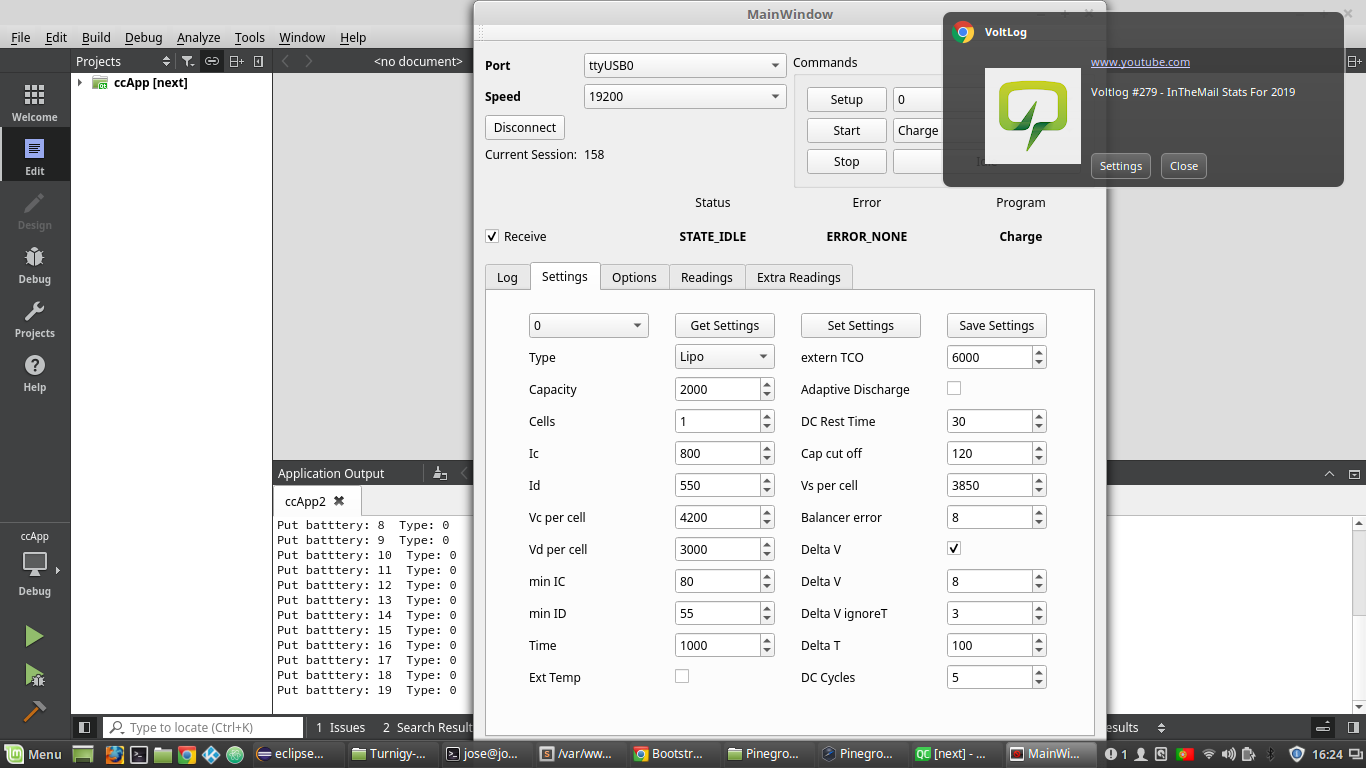 MainWindow
VoltLog
www.youtube.com
Voltlog #279 - InTheMail Stats For 2019
Settings Close
File Edit Build Debug Analyze Tools Window Help
Projects
<no document>
ccApp [next]
Welcome
Edit
Design
Debug
Projects
Help
ccApp
Debug
Port ttyUSB0
Speed 19200
Disconnect
Current Session: 158
Commands
Setup 0
Start Charge
Stop
Status Error Program
Receive STATE_IDLE ERROR_NONE Charge
Log Settings Options Readings Extra Readings
0 Get Settings Set Settings Save Settings
Type Lipo extern TCO 6000
Capacity 2000 Adaptive Discharge
Cells 1 DC Rest Time 30
Ic 800 Cap cut off 120
Id 550 Vs per cell 3850
Vc per cell 4200 Balancer error 8
Vd per cell 3000 Delta V
min IC 80 Delta V 8
min ID 55 Delta V ignoreT 3
Time 1000 Delta T 100
Ext Temp DC Cycles 5
Application Output
ccApp2
Put batttery: 8 Type: 0
Put batttery: 9 Type: 0
Put batttery: 10 Type: 0
Put batttery: 11 Type: 0
Put batttery: 12 Type: 0
Put batttery: 13 Type: 0
Put batttery: 14 Type: 0
Put batttery: 15 Type: 0
Put batttery: 16 Type: 0
Put batttery: 17 Type: 0
Put batttery: 18 Type: 0
Put batttery: 19 Type: 0
Type to locate (Ctrl+K) 1 Issues 2 Search Result esults
Menu eclipse... Turnigy-... jose@jo... /var/ww... Bootstr... Pinegro... Pinegro... [next] - ... MainWi... 1 16:24